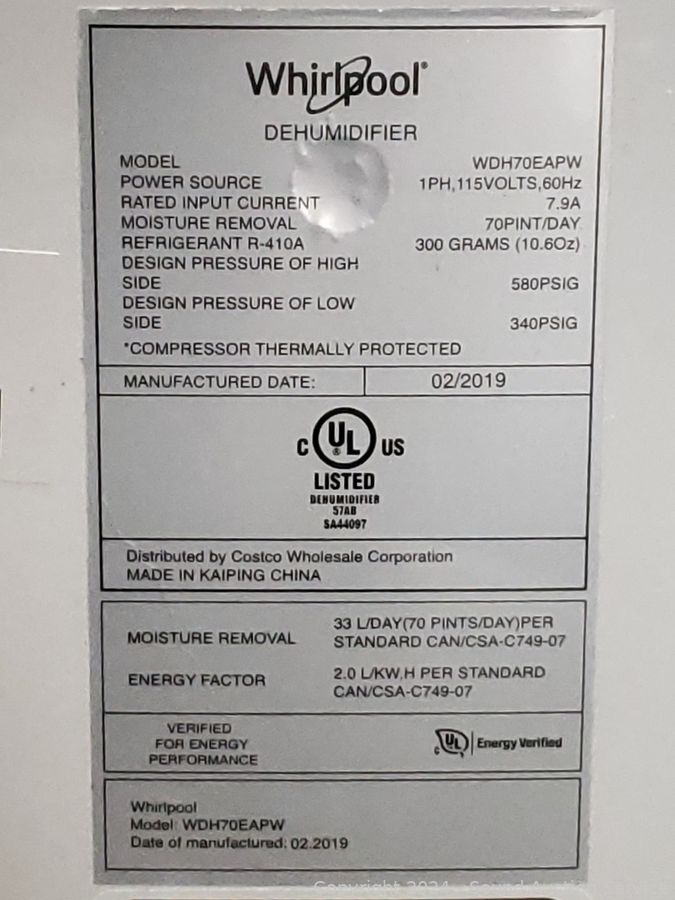 Whirlpool®
DEHUMIDIFIER
MODEL WDH70EAPW
POWER SOURCE 1PH,115VOLTS,60Hz
RATED INPUT CURRENT 7.9A
MOISTURE REMOVAL 70PINT/DAY
REFRIGERANT R-410A 300 GRAMS (10.6Oz)
DESIGN PRESSURE OF HIGH
SIDE 580PSIG
DESIGN PRESSURE OF LOW
SIDE 340PSIG
*COMPRESSOR THERMALLY PROTECTED
MANUFACTURED DATE: 02/2019
C UL® US
LISTED
DEHUMIDIFIER
57AB
SA44097
Distributed by Costco Wholesale Corporation
MADE IN KAIPING CHINA
MOISTURE REMOVAL 33 L/DAY(70 PINTS/DAY)PER
STANDARD CAN/CSA-C749-07
ENERGY FACTOR 2.0 L/KW.H PER STANDARD
CAN/CSA-C749-07
VERIFIED
FOR ENERGY
PERFORMANCE
c UL Energy Verified
Whirlpool
Model: WDH70EAPW
Date of manufactured: 02.2019
Copyright 2024